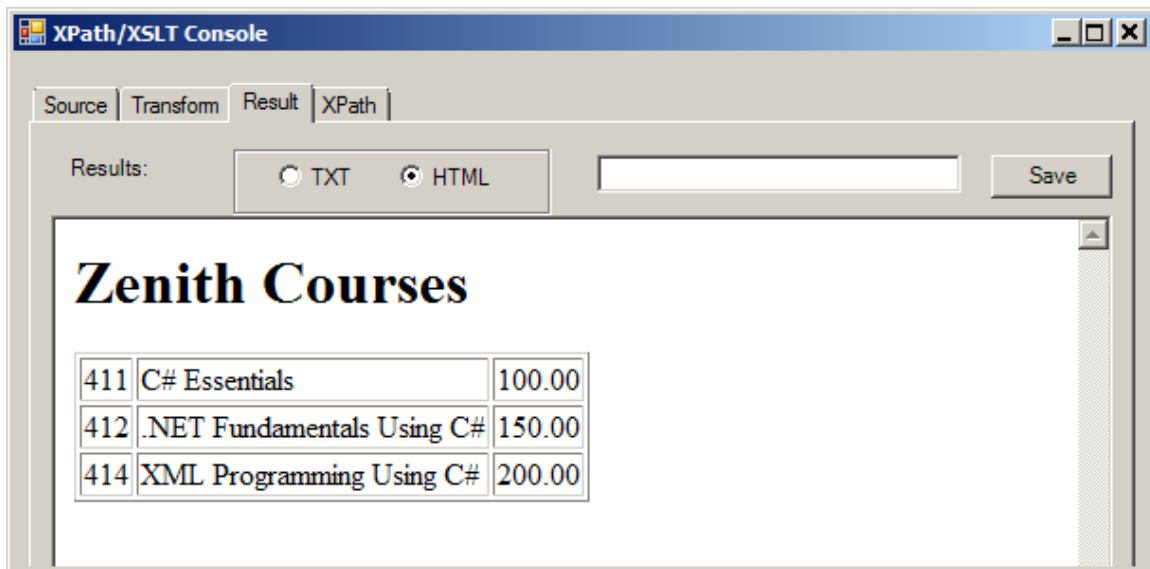 XPath/XSLT Console
Source Transform Result XPath
Results: TXT HTML Save
Zenith Courses
411 C# Essentials 100.00
412 .NET Fundamentals Using C# 150.00
414 XML Programming Using C# 200.00